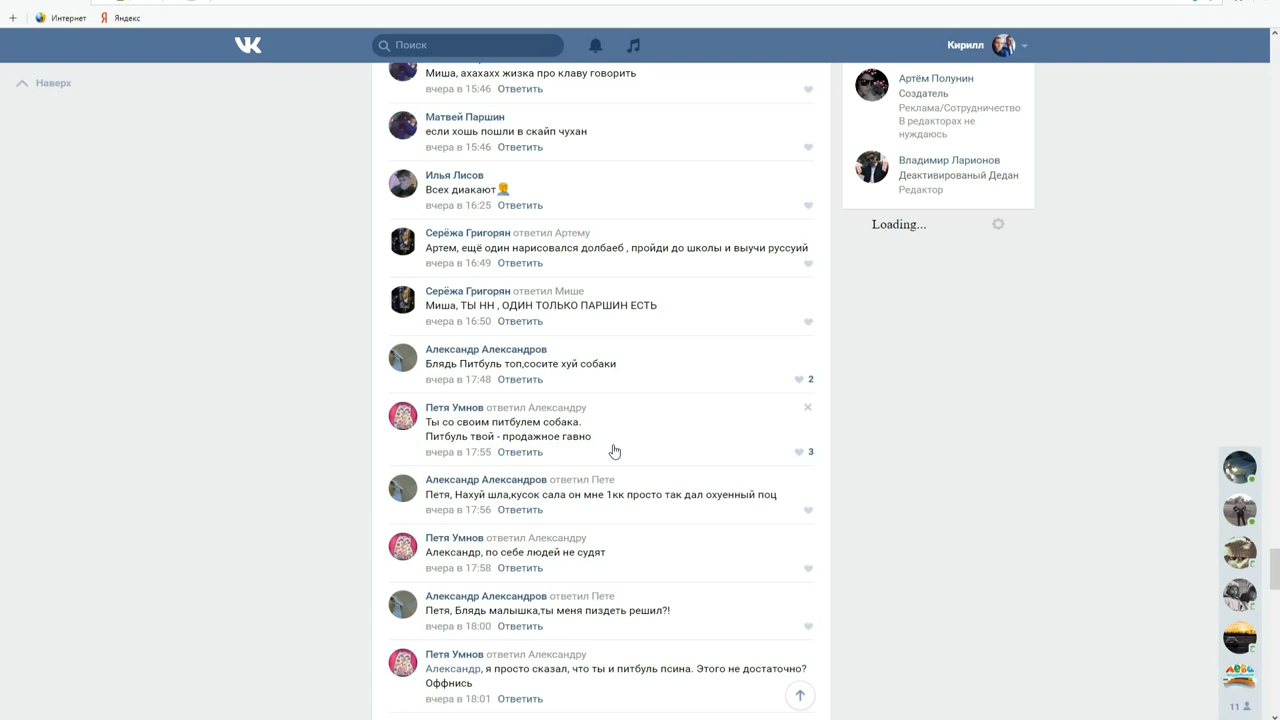 Интернет
Яндекс
Поиск
Кирилл
Наверх
Миша, ахахахх жизка про клаву говорить
вчера в 15:46 Ответить
Матвей Паршин
если хошь пошли в скайп чухан
вчера в 15:46 Ответить
Илья Лисов
Всех диакают
вчера в 16:25 Ответить
Серёжа Григорян ответил Артему
Артем, ещё один нарисовался долбаеб , пройди до школы и выучи руссуий
вчера в 16:49 Ответить
Серёжа Григорян ответил Мише
Миша, ТЫ НН , ОДИН ТОЛЬКО ПАРШИН ЕСТЬ
вчера в 16:50 Ответить
Александр Александров
Блядь Питбуль топ,сосите хуй собаки
вчера в 17:48 Ответить
2
Петя Умнов ответил Александру
Ты со своим питбулем собака.
Питбуль твой - продажное гавно
вчера в 17:55 Ответить
3
Александр Александров ответил Пете
Петя, Нахуй шла,кусок сала он мне 1кк просто так дал охуенный поц
вчера в 17:56 Ответить
Петя Умнов ответил Александру
Александр, по себе людей не судят
вчера в 17:58 Ответить
Александр Александров ответил Пете
Петя, Блядь малышка,ты меня пиздеть решил?!
вчера в 18:00 Ответить
Петя Умнов ответил Александру
Александр, я просто сказал, что ты и питбуль псина. Этого не достаточно?
Оффнись
вчера в 18:01 Ответить
Артём Полунин
Создатель
Реклама/Сотрудничество
В редакторах не
нуждаюсь
Владимир Ларионов
Деактивированый Дедан
Редактор
Loading...
11